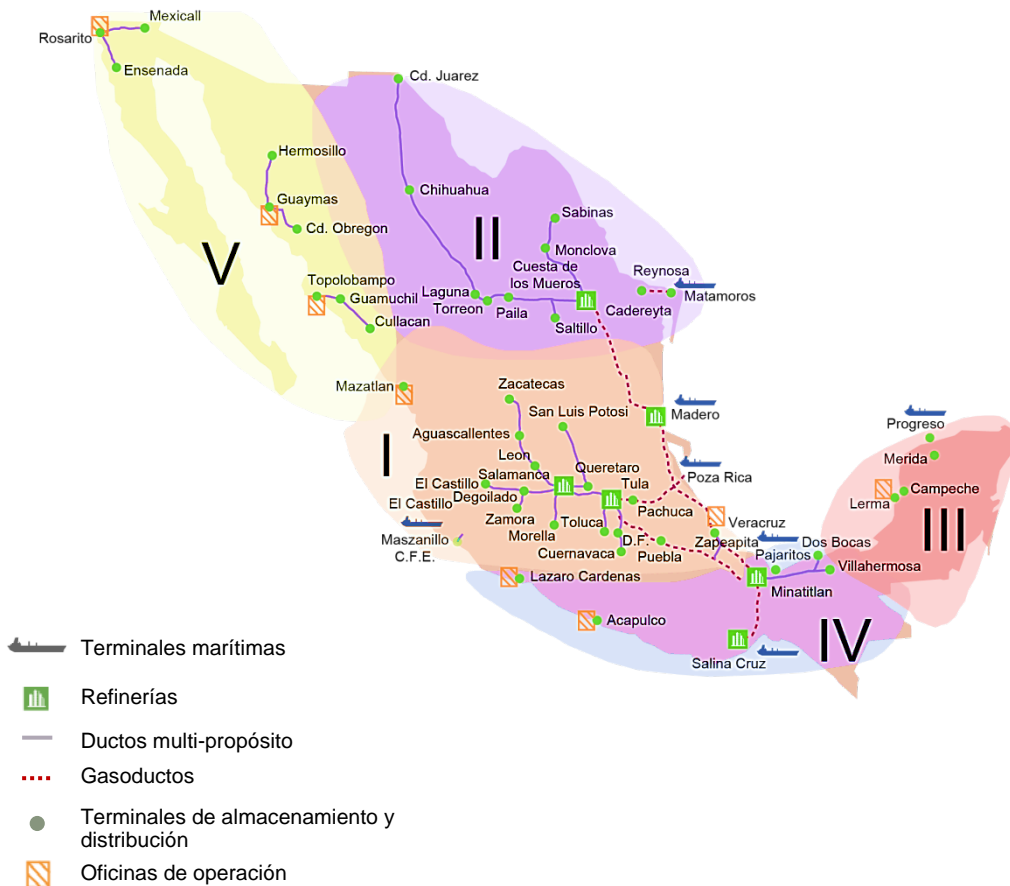 Mexicall
Rosarito
Ensenada
Cd. Juarez
Hermosillo
Chihuahua
Guaymas
Sabinas
Cd. Obregon
II
Monclova
V
Cuesta de
los Mueros
Reynosa
Topolobampo
Laguna
Matamoros
Guamuchil
Torreon
Paila
Cadereyta
Cullacan
Saltillo
Mazatlan
Zacatecas
San Luis Potosi
Madero
Progreso
Aguascallentes
I
Leon
Merida
Salamanca
Queretaro
Poza Rica
El Castillo
Tula
Campeche
Degoilado
El Castillo
Pachuca
Lerma
Zamora
Toluca
Veracruz
III
Maszanillo
C.F.E.
Morella
D.F.
Zapeapita
Dos Bocas
Cuernavaca
Puebla
Pajaritos
Villahermosa
Lazaro Cardenas
Minatitlan
Acapulco
IV
Salina Cruz
Terminales marítimas
Refinerías
Ductos multi-propósito
Gasoductos
Terminales de almacenamiento y
distribución
Oficinas de operación